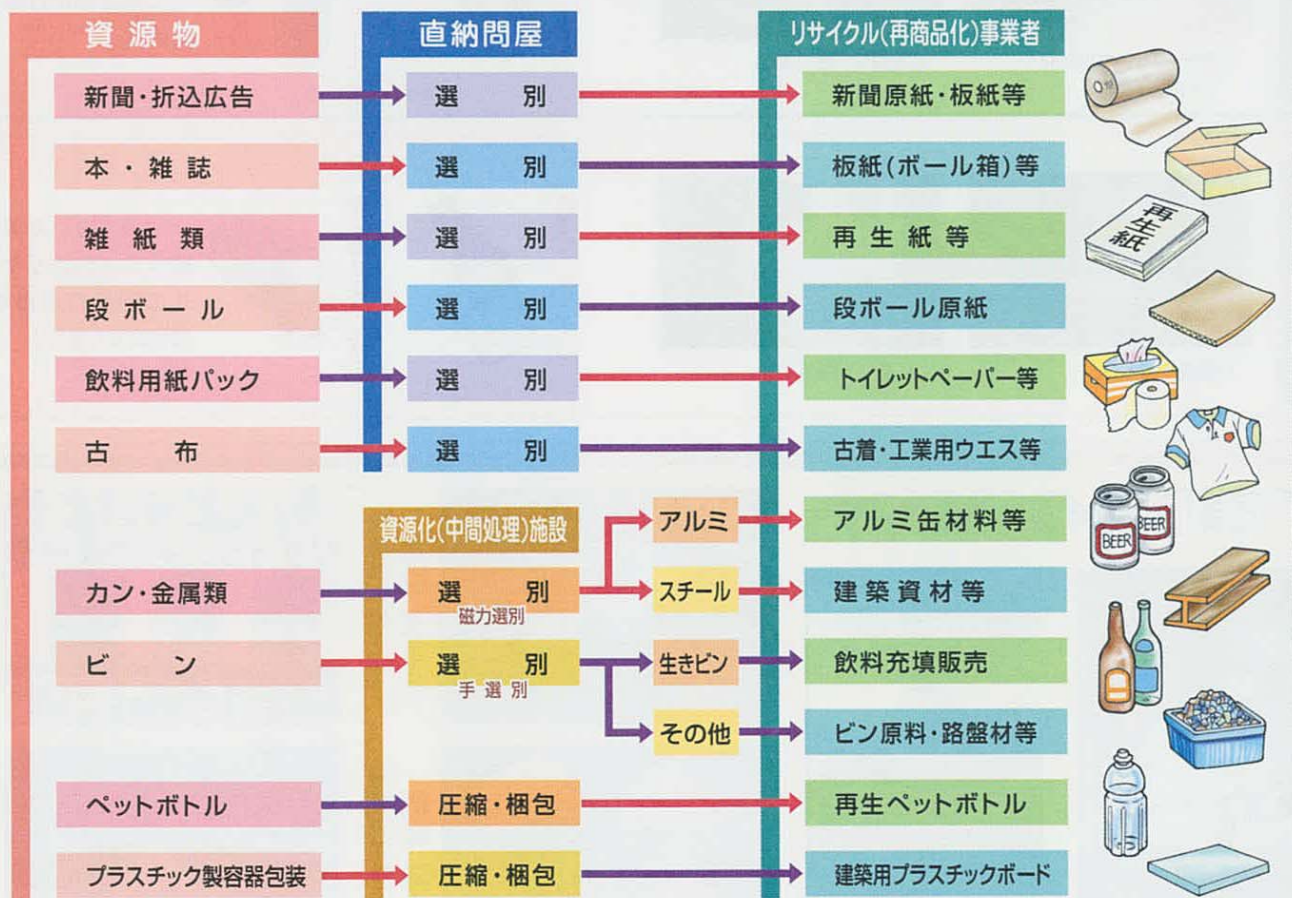 資源物
直納問屋
リサイクル(再商品化)事業者
新聞・折込広告
選別
新聞原紙・板紙等
本・雑誌
選別
板紙(ボール箱)等
雑紙類
選別
再生紙等
再生紙
段ボール
選別
段ボール原紙
飲料用紙パック
選別
トイレットペーパー等
古布
選別
古着・工業用ウエス等
資源化(中間処理)施設
アルミ
アルミ缶材料等
BEER
BEER
カン・金属類
選別
磁力選別
スチール
建築資材等
ビン
選別
手選別
生きビン
飲料充填販売
その他
ビン原料・路盤材等
ペットボトル
圧縮・梱包
再生ペットボトル
プラスチック製容器包装
圧縮・梱包
建築用プラスチックボード